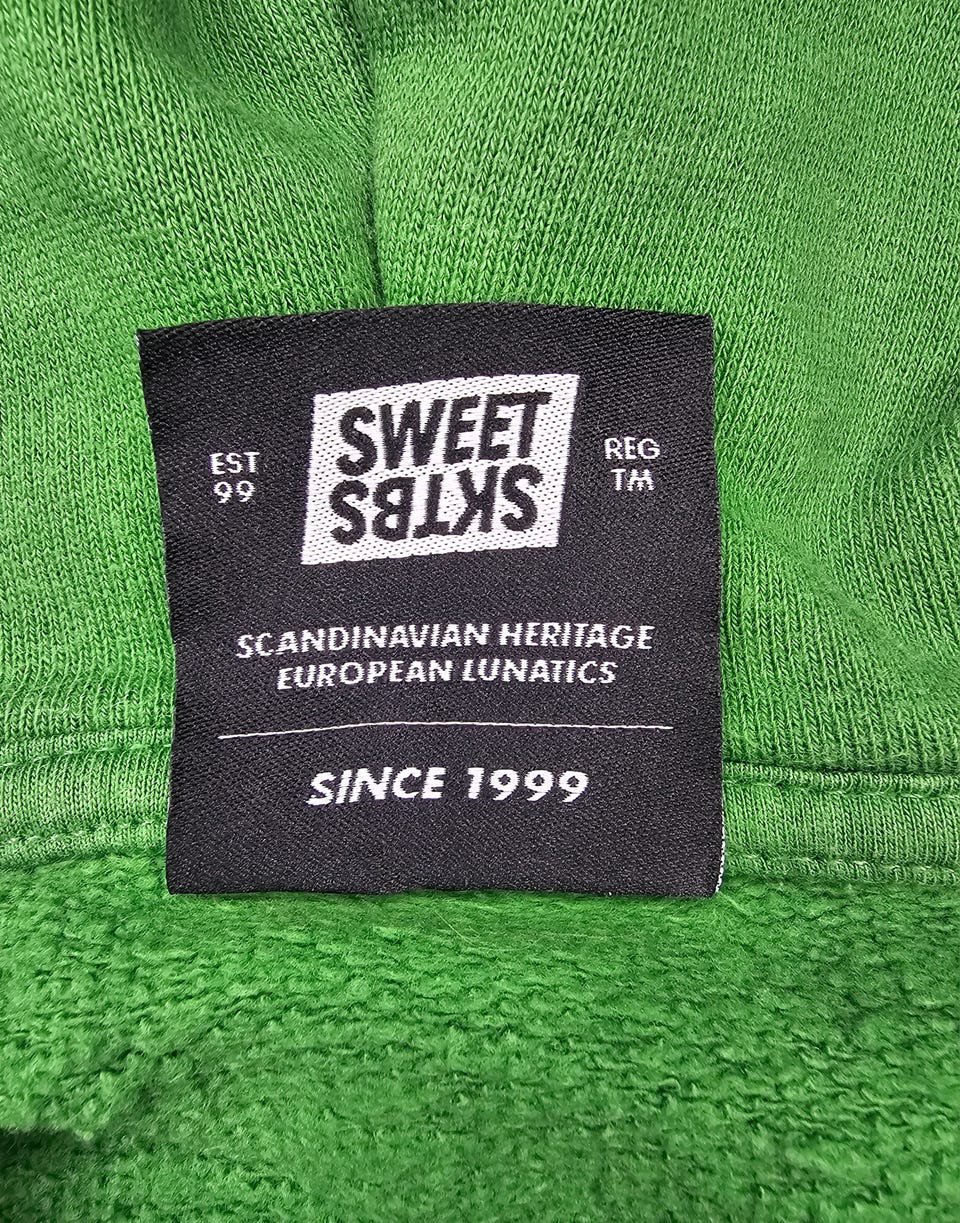 SWEET
SKTBS
EST
99
REG
TM
SCANDINAVIAN HERITAGE
EUROPEAN LUNATICS
SINCE 1999